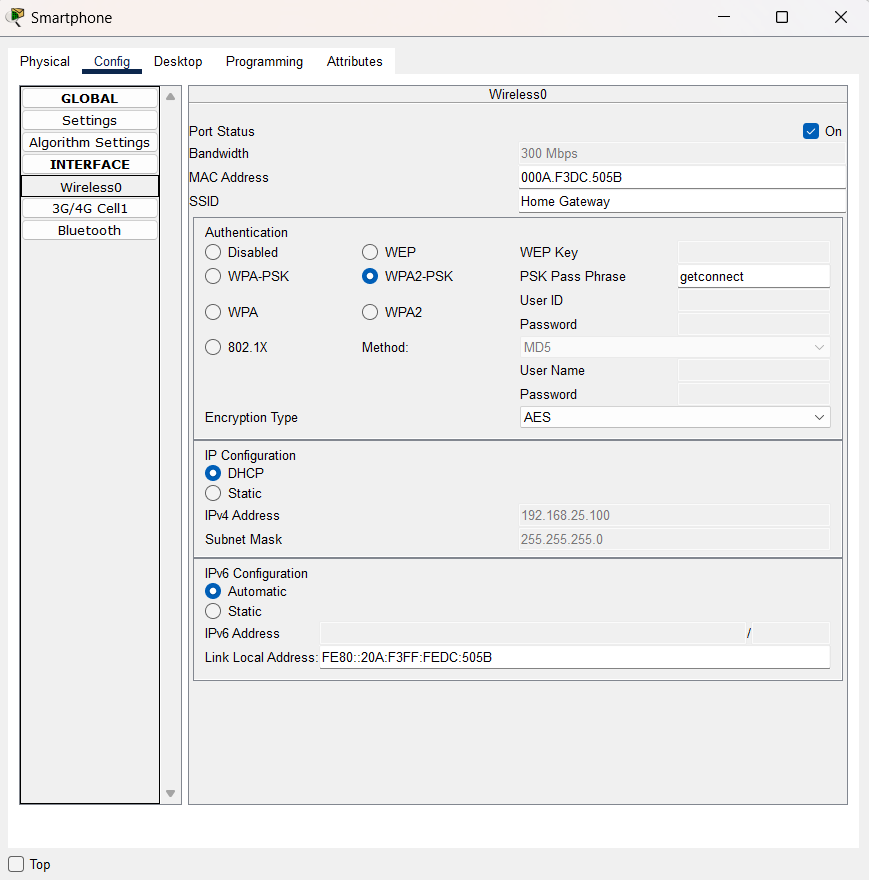 Smartphone
Physical Config Desktop Programming Attributes
GLOBAL
Settings
Algorithm Settings
INTERFACE
Wireless0
3G/4G Cell1
Bluetooth
Wireless0
Port Status On
Bandwidth 300 Mbps
MAC Address 000A.F3DC.505B
SSID Home Gateway
Authentication
Disabled WEP WEP Key
WPA-PSK WPA2-PSK PSK Pass Phrase getconnect
User ID
WPA WPA2
Password
802.1X Method: MD5
User Name
Password
Encryption Type AES
IP Configuration
DHCP
Static
IPv4 Address 192.168.25.100
Subnet Mask 255.255.255.0
IPv6 Configuration
Automatic
Static
IPv6 Address /
Link Local Address: FE80::20A:F3FF:FEDC:505B
Top